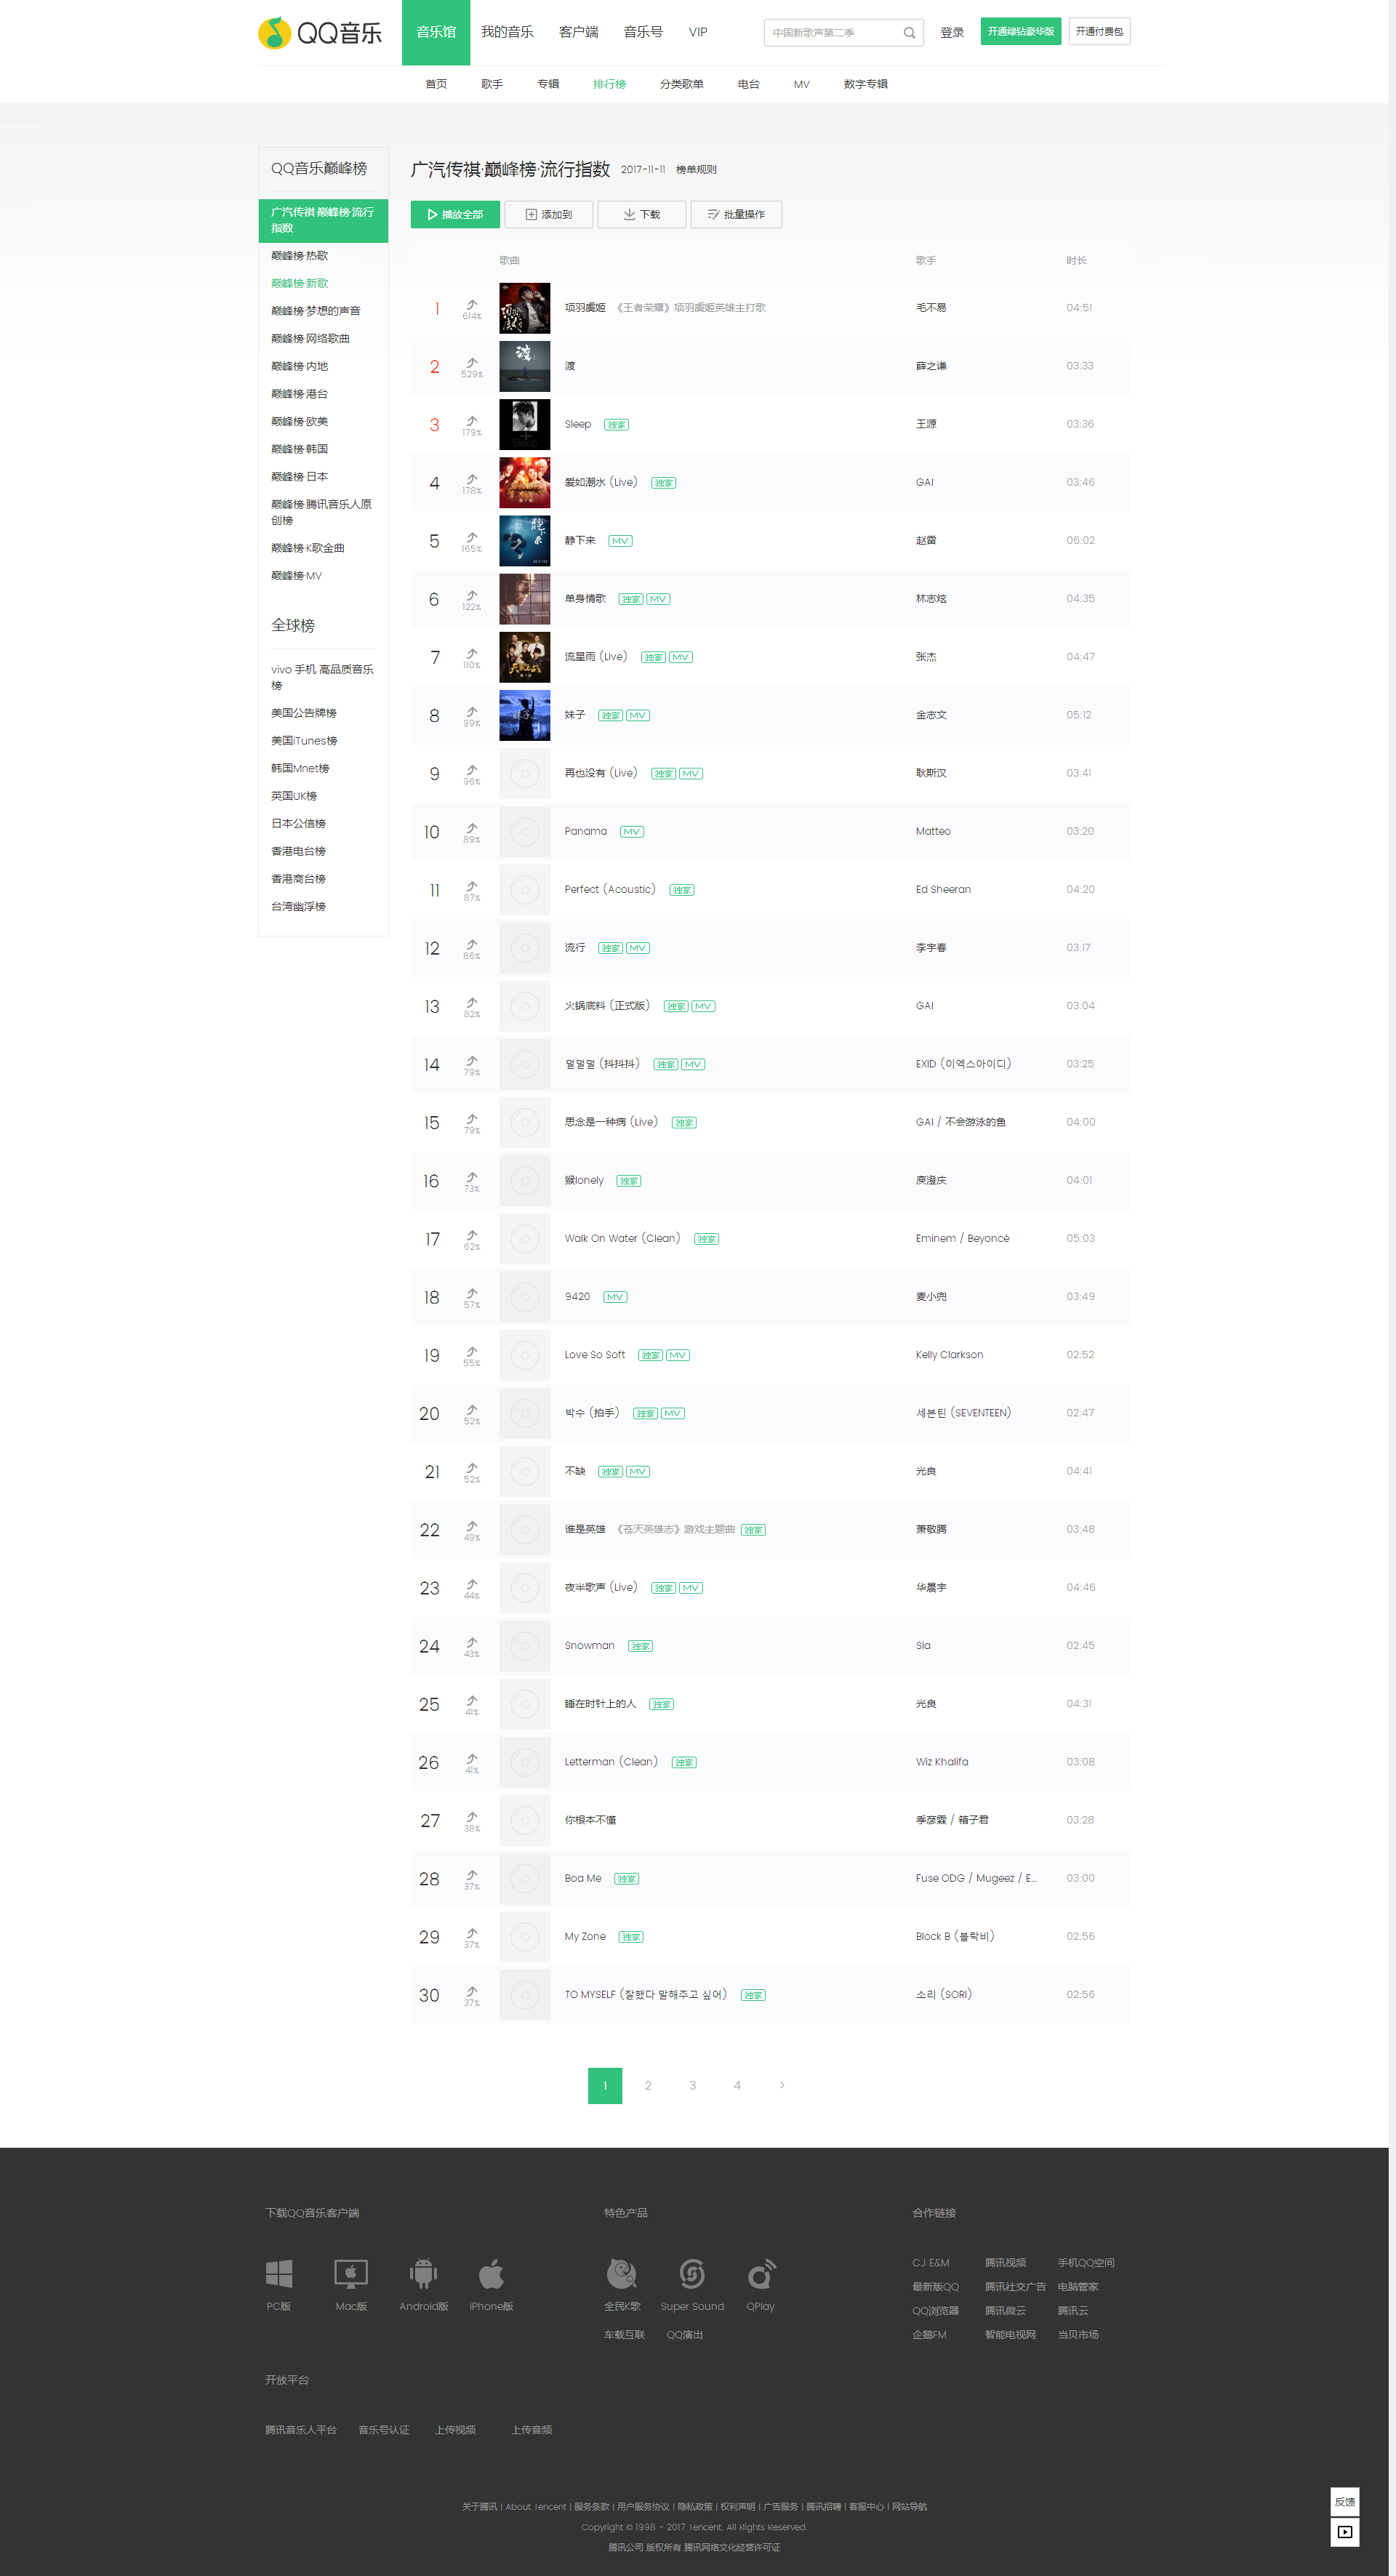 QQ音乐
音乐馆 我的音乐 客户端 音乐号 VIP 中国新歌声第二季 登录 开通绿钻豪华版 开通付费包
首页 歌手 专辑 排行榜 分类歌单 电台 MV 数字专辑
QQ音乐巅峰榜
广汽传祺·巅峰榜·流行
指数
巅峰榜·热歌
巅峰榜·新歌
巅峰榜·梦想的声音
巅峰榜·网络歌曲
巅峰榜·内地
巅峰榜·港台
巅峰榜·欧美
巅峰榜·韩国
巅峰榜·日本
巅峰榜·腾讯音乐人原
创榜
巅峰榜·K歌金曲
巅峰榜·MV
全球榜
vivo 手机 高品质音乐
榜
美国公告牌榜
美国iTunes榜
韩国Mnet榜
英国UK榜
日本公信榜
香港电台榜
香港商台榜
台湾幽浮榜
广汽传祺·巅峰榜·流行指数 2017-11-11 榜单规则
播放全部 添加到 下载 批量操作
歌曲 歌手 时长
1 614% 项羽虞姬 《王者荣耀》项羽虞姬英雄主打歌 毛不易 04:51
2 529% 渡 薛之谦 03:33
3 179% Sleep 独家 王源 03:36
4 178% 爱如潮水 (Live) 独家 GAI 03:46
5 165% 静下来 MV 赵雷 06:02
6 122% 单身情歌 独家 MV 林志炫 04:35
7 110% 流星雨 (Live) 独家 MV 张杰 04:47
8 99% 妹子 独家 MV 金志文 05:12
9 96% 再也没有 (Live) 独家 MV 耿斯汉 03:41
10 89% Panama MV Matteo 03:20
11 87% Perfect (Acoustic) 独家 Ed Sheeran 04:20
12 86% 流行 独家 MV 李宇春 03:17
13 82% 火锅底料 (正式版) 独家 MV GAI 03:04
14 79% 덜덜덜 (抖抖抖) 独家 MV EXID (이엑스아이디) 03:25
15 79% 思念是一种病 (Live) 独家 GAI / 不会游泳的鱼 04:00
16 73% 猴lonely 独家 庾澄庆 04:01
17 62% Walk On Water (Clean) 独家 Eminem / Beyoncé 05:03
18 57% 9420 MV 麦小兜 03:49
19 55% Love So Soft 独家 MV Kelly Clarkson 02:52
20 52% 박수 (拍手) 独家 MV 세븐틴 (SEVENTEEN) 02:47
21 52% 不缺 独家 MV 光良 04:41
22 49% 谁是英雄 《苍天英雄志》游戏主题曲 独家 萧敬腾 03:48
23 44% 夜半歌声 (Live) 独家 MV 华晨宇 04:46
24 43% Snowman 独家 Sia 02:45
25 41% 睡在时针上的人 独家 光良 04:31
26 41% Letterman (Clean) 独家 Wiz Khalifa 03:08
27 38% 你根本不懂 季彦霖 / 箱子君 03:28
28 37% Boa Me 独家 Fuse ODG / Mugeez / E... 03:00
29 37% My Zone 独家 Block B (블락비) 02:56
30 37% TO MYSELF (잘했다 말해주고 싶어) 独家 소리 (SORI) 02:56
1 2 3 4 >
下载QQ音乐客户端
PC版 Mac版 Android版 iPhone版
特色产品
全民K歌 Super Sound QPlay
车载互联 QQ演出
合作链接
CJ E&M 腾讯视频 手机QQ空间
最新版QQ 腾讯社交广告 电脑管家
QQ浏览器 腾讯微云 腾讯云
企鹅FM 智能电视网 当贝市场
开放平台
腾讯音乐人平台 音乐号认证 上传视频 上传音频
关于腾讯 | About Tencent | 服务条款 | 用户服务协议 | 隐私政策 | 权利声明 | 广告服务 | 腾讯招聘 | 客服中心 | 网站导航
Copyright © 1998 - 2017 Tencent. All Rights Reserved.
腾讯公司 版权所有 腾讯网络文化经营许可证
反馈